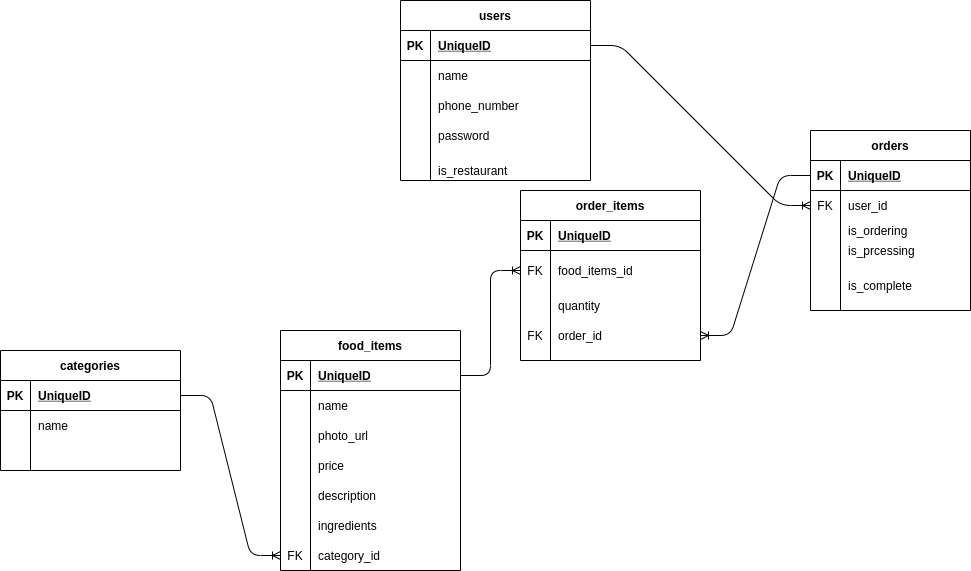 users
PK UniqueID
name
phone_number
password
is_restaurant
orders
PK UniqueID
FK user_id
is_ordering
is_prcessing
is_complete
order_items
PK UniqueID
FK food_items_id
quantity
FK order_id
food_items
PK UniqueID
name
photo_url
price
description
ingredients
FK category_id
categories
PK UniqueID
name